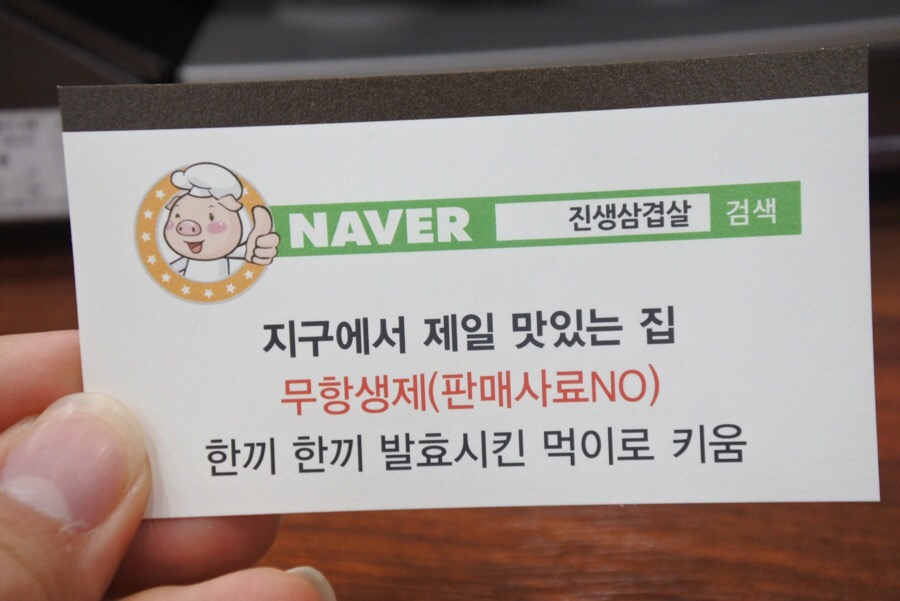 NAVER 진생삼겹살 검색
지구에서 제일 맛있는 집
무항생제(판매사료NO)
한끼 한끼 발효시킨 먹이로 키움